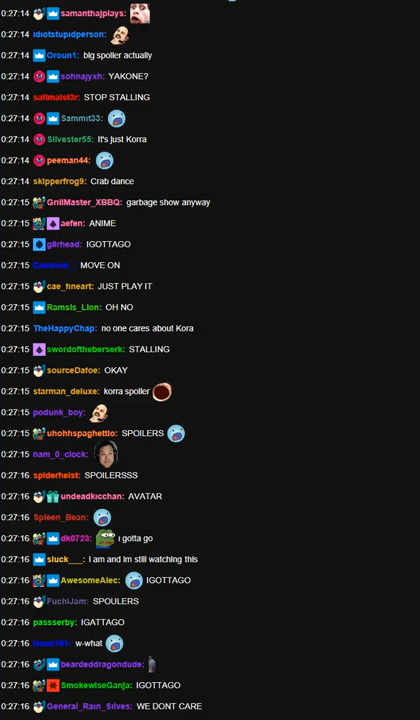 0:27:14 samanthajplays:
0:27:14 idiotstupidperson:
0:27:14 Oroun1: big spoiler actually
0:27:14 sohnajyxh: YAKONE?
0:27:14 saltmaist3r: STOP STALLING
0:27:14 Sammit33:
0:27:14 Silvester55: It's just Korra
0:27:14 peeman44:
0:27:14 skipperfrog9: Crab dance
0:27:15 GrillMaster_XBBQ: garbage show anyway
0:27:15 aefen: ANIME
0:27:15 g8rhead: IGOTTAGO
0:27:15 MOVE ON
0:27:15 cae_fineart: JUST PLAY IT
0:27:15 Ramsis_Lion: OH NO
0:27:15 TheHappyChap: no one cares about Kora
0:27:15 swordoftheberserk: STALLING
0:27:15 sourceDafoe: OKAY
0:27:15 starman_deluxe: korra spoiler
0:27:15 podunk_boy:
0:27:15 uhohhspaghettio: SPOILERS
0:27:15 nam_0_clock:
0:27:16 spiderheist: SPOILERSSS
0:27:16 undeadkicchan: AVATAR
0:27:16 Spleen_Bean:
0:27:16 dk0723: i gotta go
0:27:16 sluck___: I am and im still watching this
0:27:16 AwesomeAlec: IGOTTAGO
0:27:16 FuchiJam: SPOULERS
0:27:16 passserby: IGATTAGO
0:27:16 w-what
0:27:16 beardeddragondude:
0:27:16 SmokewiseGanja: IGOTTAGO
0:27:16 General_Rain_Silves: WE DONT CARE